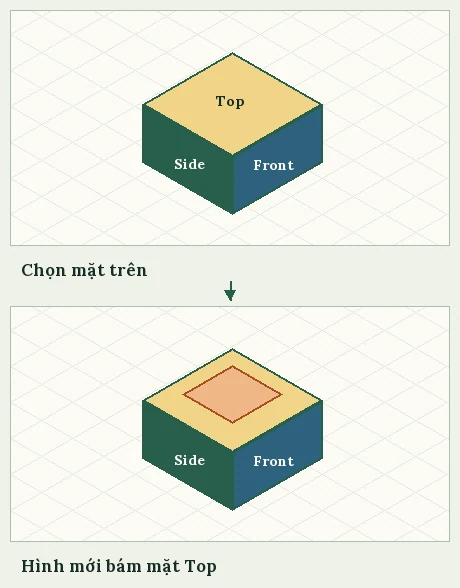 Top
Side
Front
Chọn mặt trên
Side
Front
Hình mới bám mặt Top